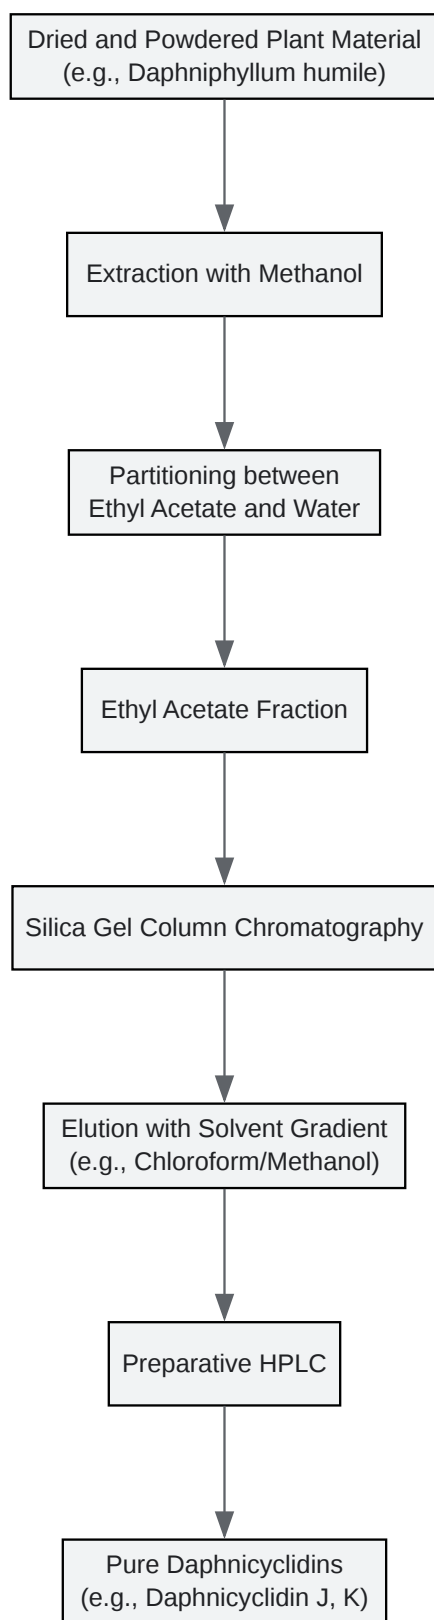 Dried and Powdered Plant Material
(e.g., Daphniphyllum humile)
Extraction with Methanol
Partitioning between
Ethyl Acetate and Water
Ethyl Acetate Fraction
Silica Gel Column Chromatography
Elution with Solvent Gradient
(e.g., Chloroform/Methanol)
Preparative HPLC
Pure Daphnicyclidins
(e.g., Daphnicyclidin J, K)